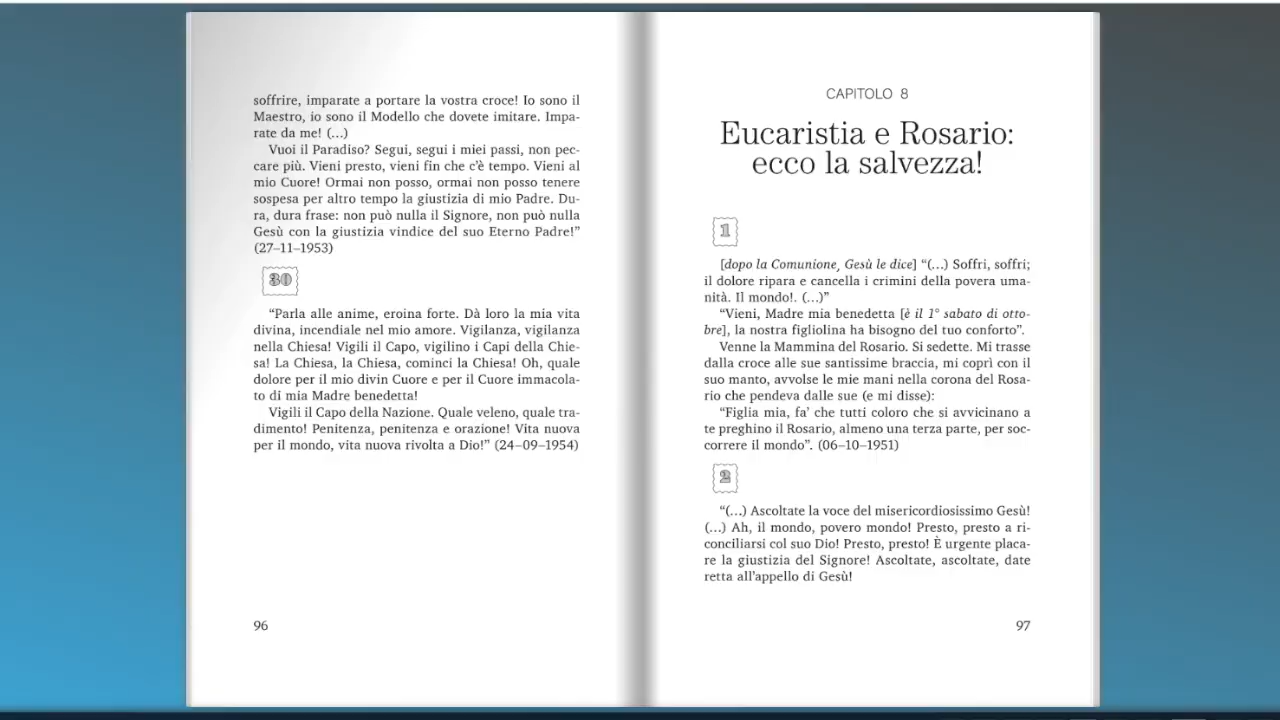 soffrire, imparate a portare la vostra croce! Io sono il
Maestro, io sono il Modello che dovete imitare. Impa-
rate da me! (…)
Vuoi il Paradiso? Segui, segui i miei passi, non pec-
care più. Vieni presto, vieni fin che c'è tempo. Vieni al
mio Cuore! Ormai non posso, ormai non posso tenere
sospesa per altro tempo la giustizia di mio Padre. Du-
ra, dura frase: non può nulla il Signore, non può nulla
Gesù con la giustizia vindice del suo Eterno Padre!”
(27–11–1953)
30
“Parla alle anime, eroina forte. Dà loro la mia vita
divina, incendiale nel mio amore. Vigilanza, vigilanza
nella Chiesa! Vigili il Capo, vigilino i Capi della Chie-
sa! La Chiesa, la Chiesa, cominci la Chiesa! Oh, quale
dolore per il mio divin Cuore e per il Cuore immacola-
to di mia Madre benedetta!
Vigili il Capo della Nazione. Quale veleno, quale tra-
dimento! Penitenza, penitenza e orazione! Vita nuova
per il mondo, vita nuova rivolta a Dio!” (24–09–1954)
96
CAPITOLO 8
Eucaristia e Rosario:
ecco la salvezza!
1
[dopo la Comunione, Gesù le dice] “(…) Soffri, soffri;
il dolore ripara e cancella i crimini della povera uma-
nità. Il mondo!. (…)”
“Vieni, Madre mia benedetta [è il 1° sabato di otto-
bre], la nostra figliolina ha bisogno del tuo conforto”.
Venne la Mammina del Rosario. Si sedette. Mi trasse
dalla croce alle sue santissime braccia, mi coprì con il
suo manto, avvolse le mie mani nella corona del Rosa-
rio che pendeva dalle sue (e mi disse):
“Figlia mia, fa' che tutti coloro che si avvicinano a
te preghino il Rosario, almeno una terza parte, per soc-
correre il mondo”. (06–10–1951)
2
“(…) Ascoltate la voce del misericordiosissimo Gesù!
(…) Ah, il mondo, povero mondo! Presto, presto a ri-
conciliarsi col suo Dio! Presto, presto! È urgente placa-
re la giustizia del Signore! Ascoltate, ascoltate, date
retta all'appello di Gesù!
97